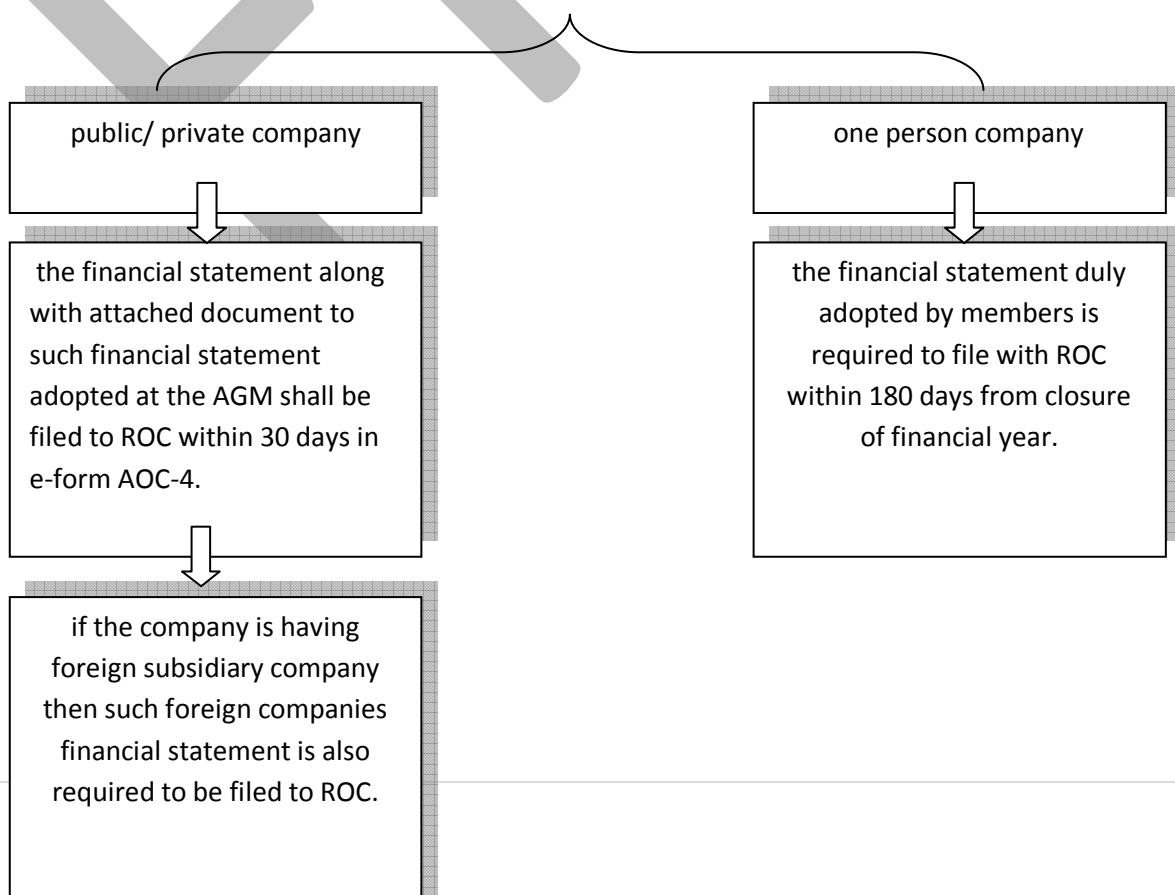 public/ private company
the financial statement along
with attached document to
such financial statement
adopted at the AGM shall be
filed to ROC within 30 days in
e-form AOC-4.
if the company is having
foreign subsidiary company
then such foreign companies
financial statement is also
required to be filed to ROC.
one person company
the financial statement duly
adopted by members is
required to file with ROC
within 180 days from closure
of financial year.